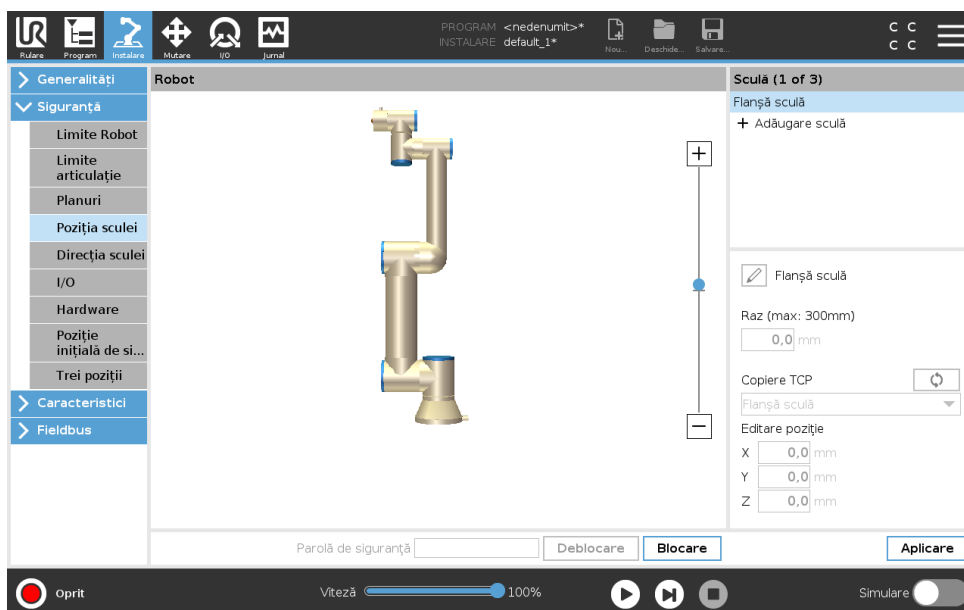 UR
Rulare
Program
Instalare
Mutare
I/O
Jurnal
PROGRAM <nedenumit>*
INSTALARE default_1*
Nou...
Deschide...
Salvare...
C C
C C
Generalități
Siguranță
Limite Robot
Limite
articulație
Planuri
Poziția sculei
Direcția sculei
I/O
Hardware
Poziție
inițială de si...
Trei poziții
Caracteristici
Fieldbus
Robot
Sculă (1 of 3)
Flanșă sculă
+ Adăugare sculă
Flanșă sculă
Raz (max: 300mm)
0,0 mm
Copiere TCP
Flanșă sculă
Editare poziție
X 0,0 mm
Y 0,0 mm
Z 0,0 mm
Parolă de siguranță
Deblocare
Blocare
Aplicare
Oprit
Viteză
100%
Simulare